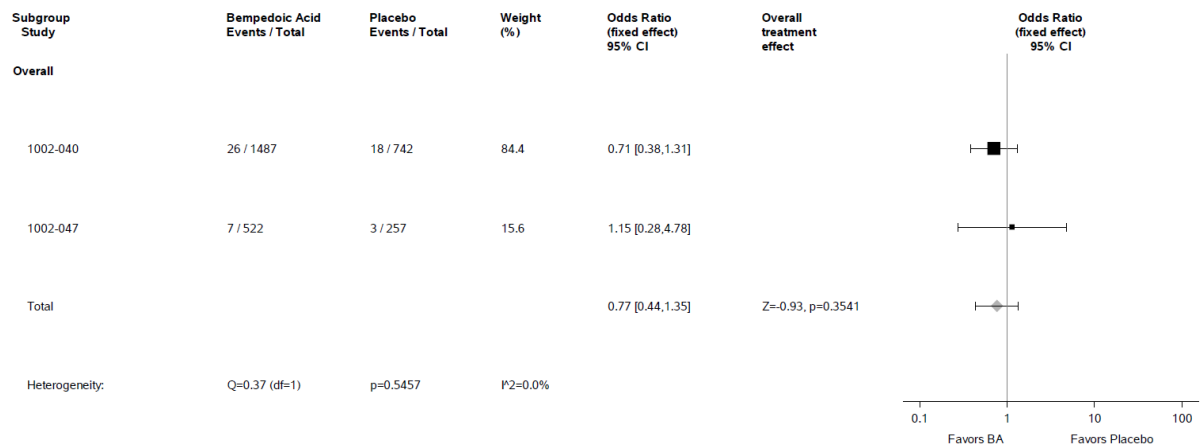 Subgroup Bempedoic Acid Placebo Weight Odds Ratio Overall Odds Ratio
Study Events / Total Events / Total (%) (fixed effect) treatment (fixed effect)
95% CI effect 95% CI
Overall
1002-040 26 / 1487 18 / 742 84.4 0.71 [0.38,1.31]
1002-047 7 / 522 3 / 257 15.6 1.15 [0.28,4.78]
Total 0.77 [0.44,1.35] Z=-0.93, p=0.3541
Heterogeneity: Q=0.37 (df=1) p=0.5457 I^2=0.0%
0.1 1 10 100
Favors BA Favors Placebo